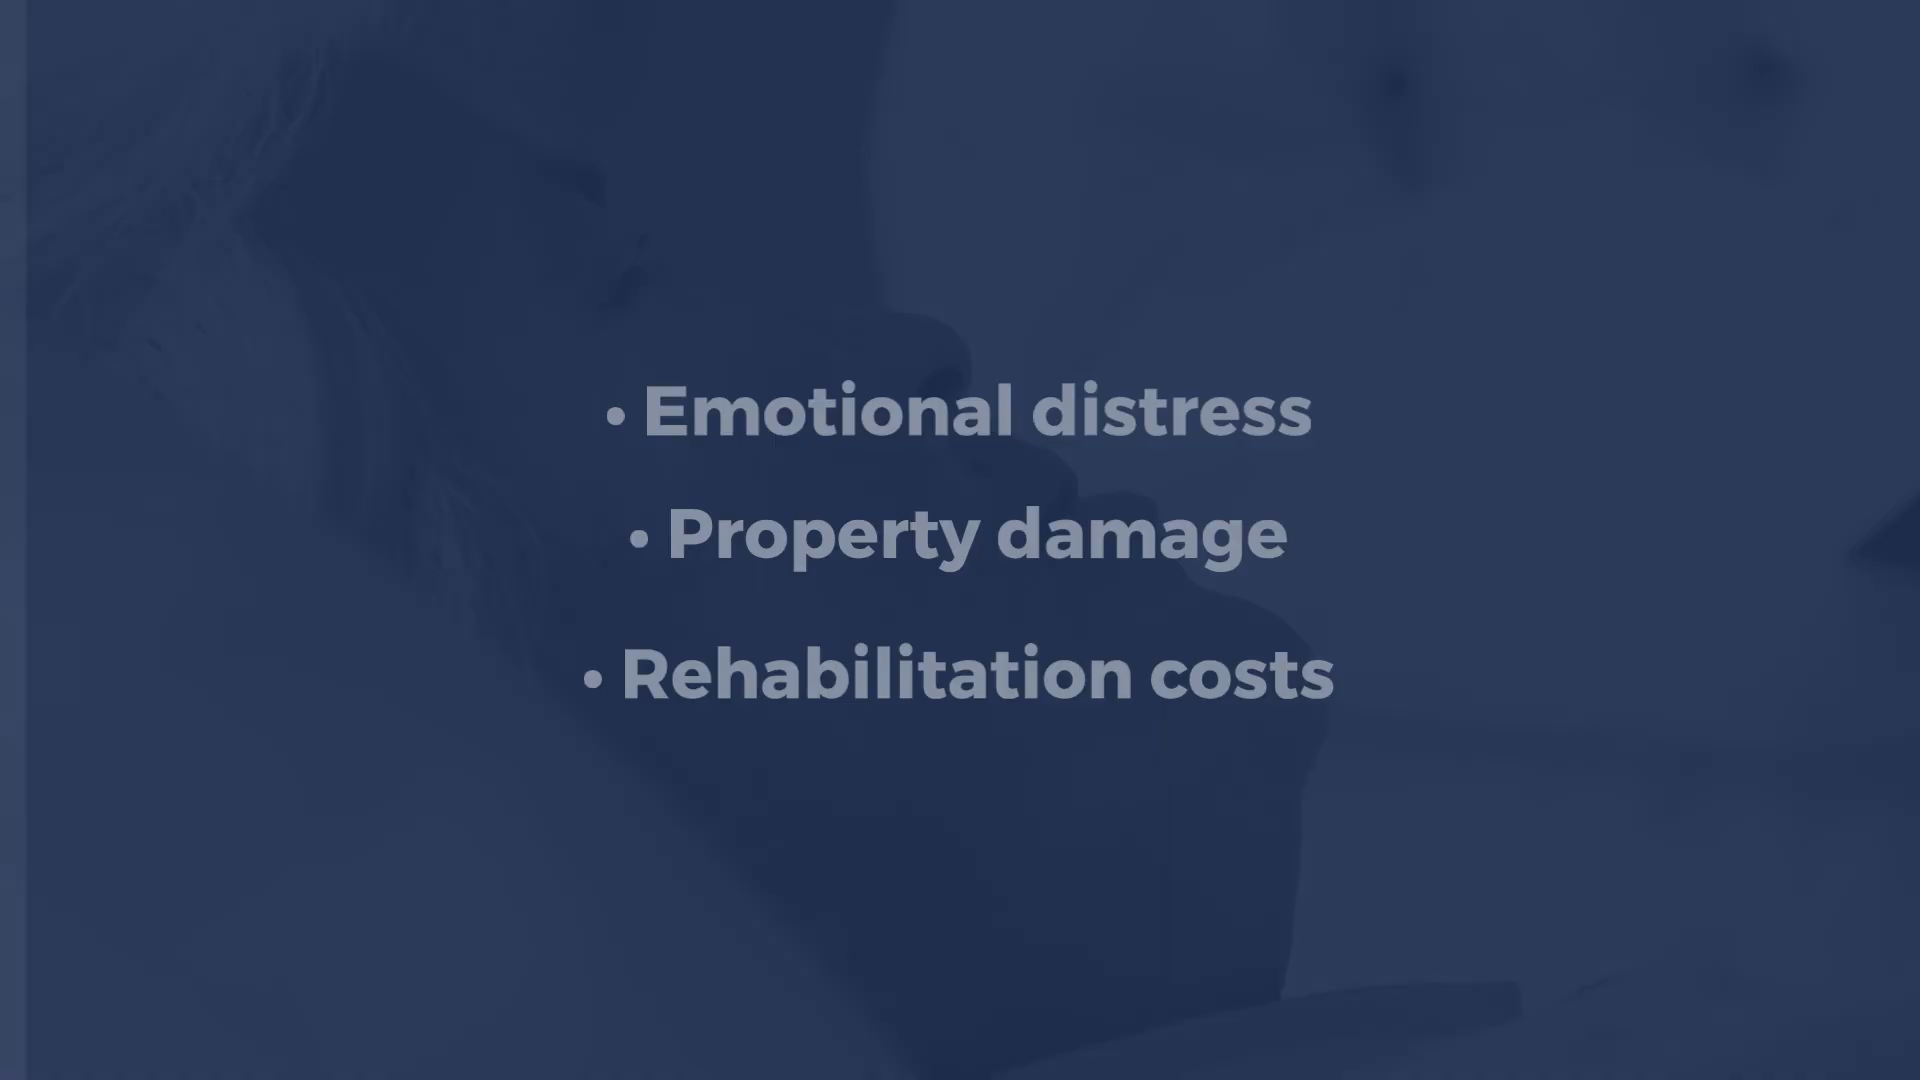 • Emotional distress
• Property damage
• Rehabilitation costs